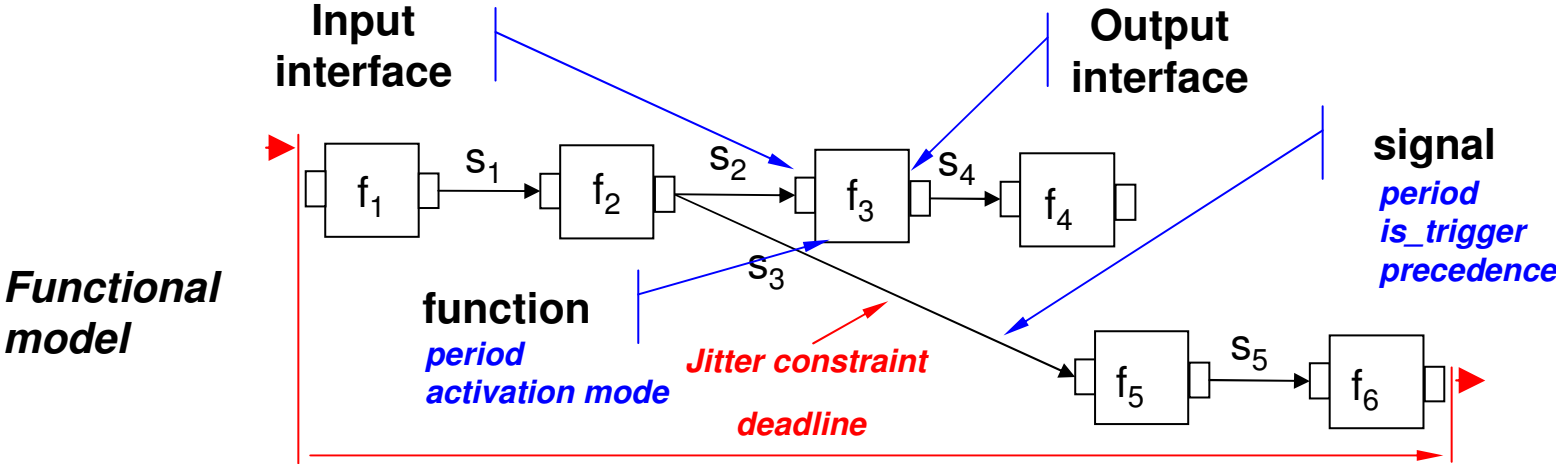 Input
interface
Output
interface
signal
period
is_trigger
precedence
f1
s1
f2
s2
f3
s4
f4
s3
Functional
model
function
period
activation mode
Jitter constraint
deadline
f5
s5
f6